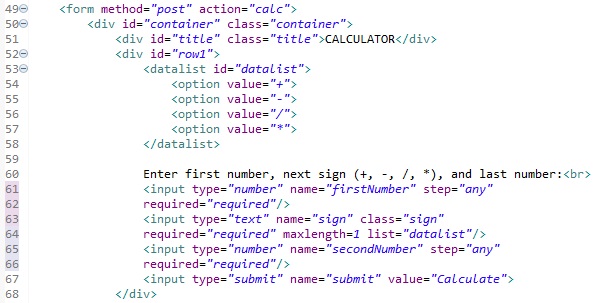 49 <form method="post" action="calc">
50 <div id="container" class="container">
51 <div id="title" class="title">CALCULATOR</div>
52 <div id="row1">
53 <datalist id="datalist">
54 <option value="+">
55 <option value="-">
56 <option value="/">
57 <option value="*">
58 </datalist>
59
60 Enter first number, next sign (+, -, /, *), and last number:<br>
61 <input type="number" name="firstNumber" step="any"
62 required="required"/>
63 <input type="text" name="sign" class="sign"
64 required="required" maxlength=1 list="datalist"/>
65 <input type="number" name="secondNumber" step="any"
66 required="required"/>
67 <input type="submit" name="submit" value="Calculate">
68 </div>